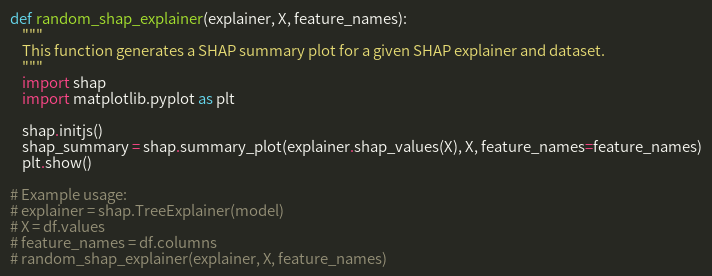 def random_shap_explainer(explainer, X, feature_names):
    """
    This function generates a SHAP summary plot for a given SHAP explainer and dataset.
    """
    import shap
    import matplotlib.pyplot as plt

    shap.initjs()
    shap_summary = shap.summary_plot(explainer.shap_values(X), X, feature_names=feature_names)
    plt.show()

# Example usage:
# explainer = shap.TreeExplainer(model)
# X = df.values
# feature_names = df.columns
# random_shap_explainer(explainer, X, feature_names)